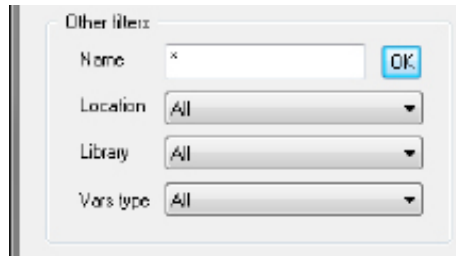 Other filters
Name * OK
Location All
Library All
Vars type All